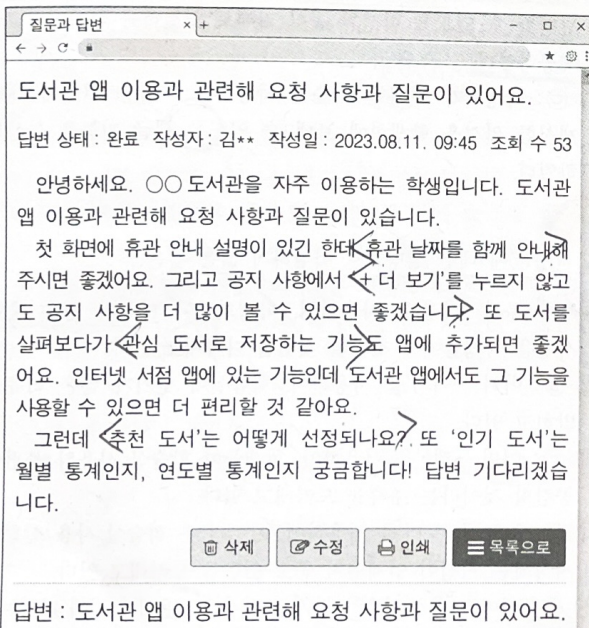 질문과 답변 × +
← → C
도서관 앱 이용과 관련해 요청 사항과 질문이 있어요.
답변 상태 : 완료 작성자 : 김** 작성일 : 2023.08.11. 09:45 조회 수 53
안녕하세요. ○○ 도서관을 자주 이용하는 학생입니다. 도서관
앱 이용과 관련해 요청 사항과 질문이 있습니다.
첫 화면에 휴관 안내 설명이 있긴 한데 휴관 날짜를 함께 안내해
주시면 좋겠어요. 그리고 공지 사항에서 ‘+ 더 보기’를 누르지 않고
도 공지 사항을 더 많이 볼 수 있으면 좋겠습니다. 또 도서를
살펴보다가 관심 도서로 저장하는 기능도 앱에 추가되면 좋겠
어요. 인터넷 서점 앱에 있는 기능인데 도서관 앱에서도 그 기능을
사용할 수 있으면 더 편리할 것 같아요.
그런데 ‘추천 도서’는 어떻게 선정되나요? 또 ‘인기 도서’는
월별 통계인지, 연도별 통계인지 궁금합니다! 답변 기다리겠습
니다.
삭제 수정 인쇄 목록으로
답변 : 도서관 앱 이용과 관련해 요청 사항과 질문이 있어요.